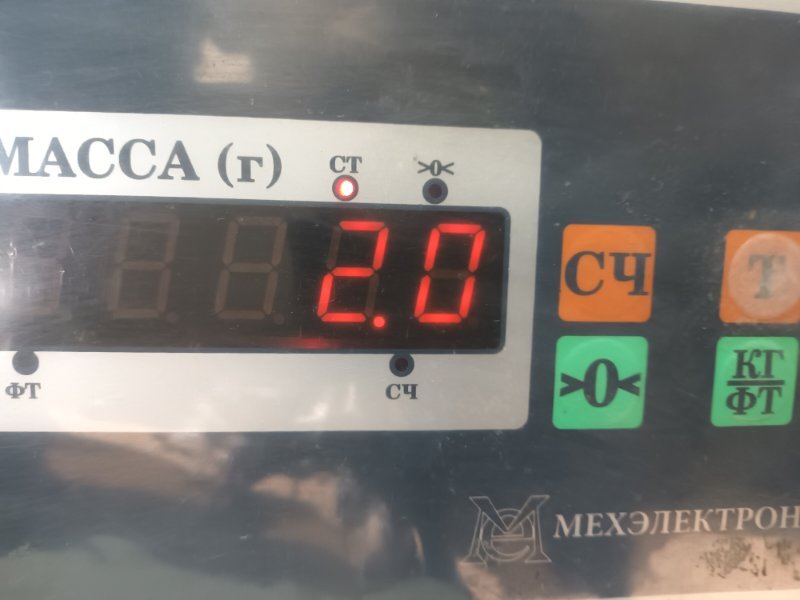 МАССА (г)
СТ
>0<
2.0
ФТ
СЧ
СЧ
Т
>0<
КГ
ФТ
МЕХЭЛЕКТРОН